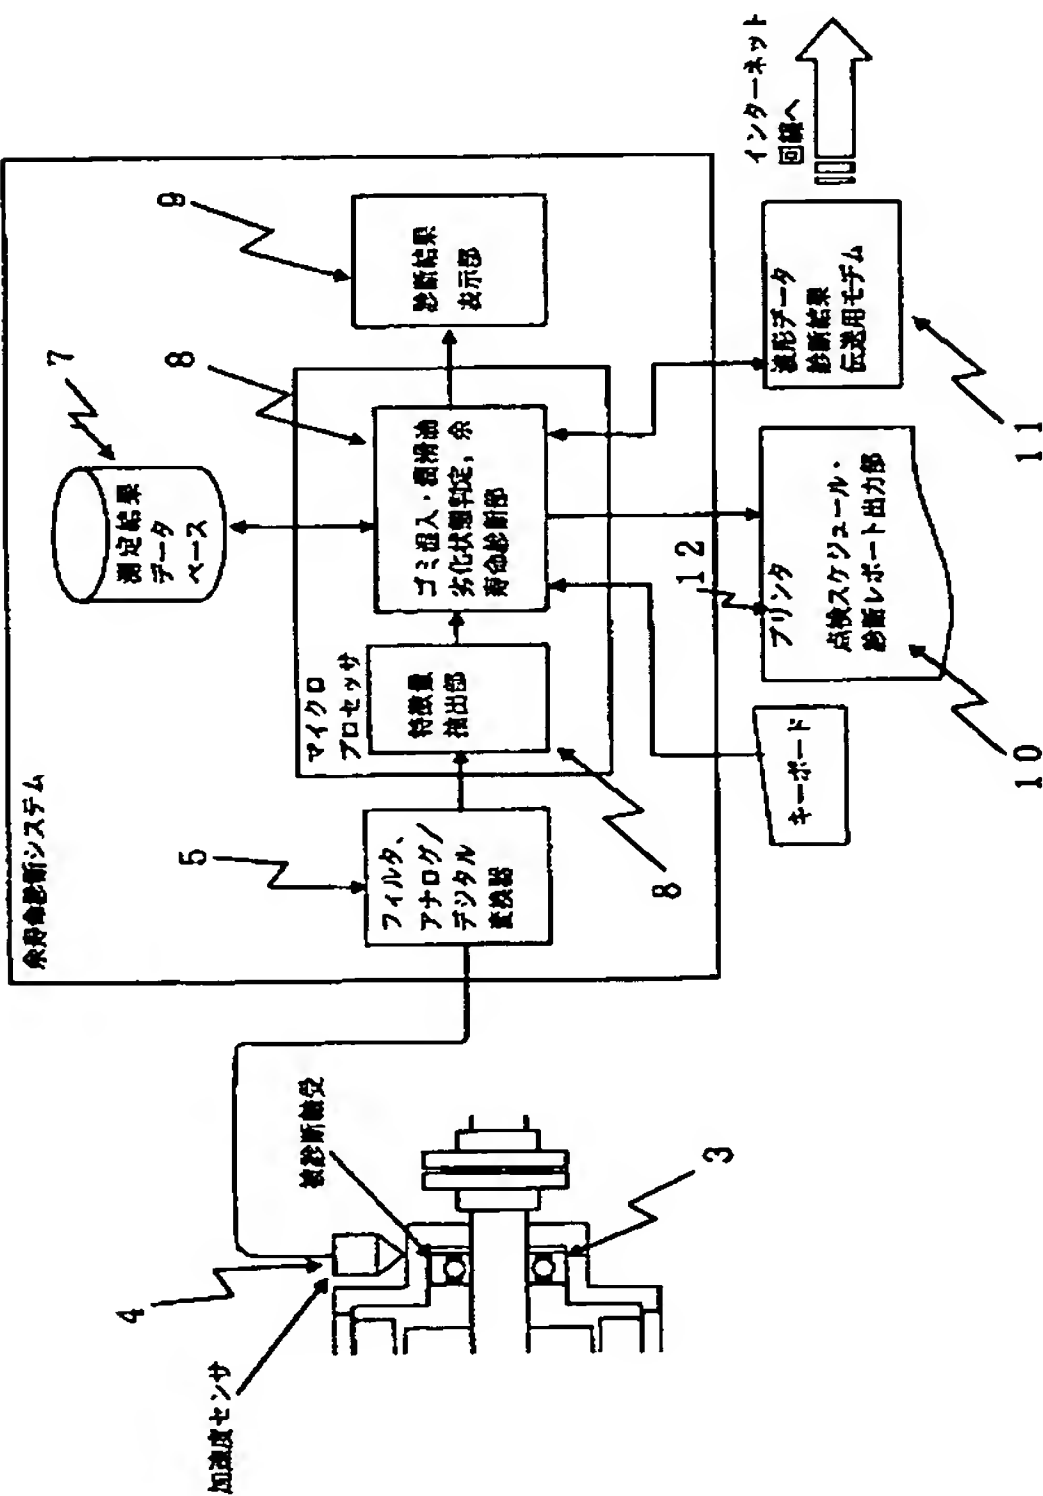 余寿命診断システム
加速度センサ
4
被診断軸受
3
5
フィルタ、
アナログ/
デジタル
変換器
マイクロ
プロセッサ
特徴量
抽出部
8
7
測定結果
データ
ベース
8
ゴミ混入・潤滑油
劣化状態判定，余
寿命診断部
9
診断結果
表示部
キーボード
プリンタ
点検スケジュール・
診断レポート出力部
12
10
波形データ
診断結果
伝送用モデム
11
インターネット
回線へ